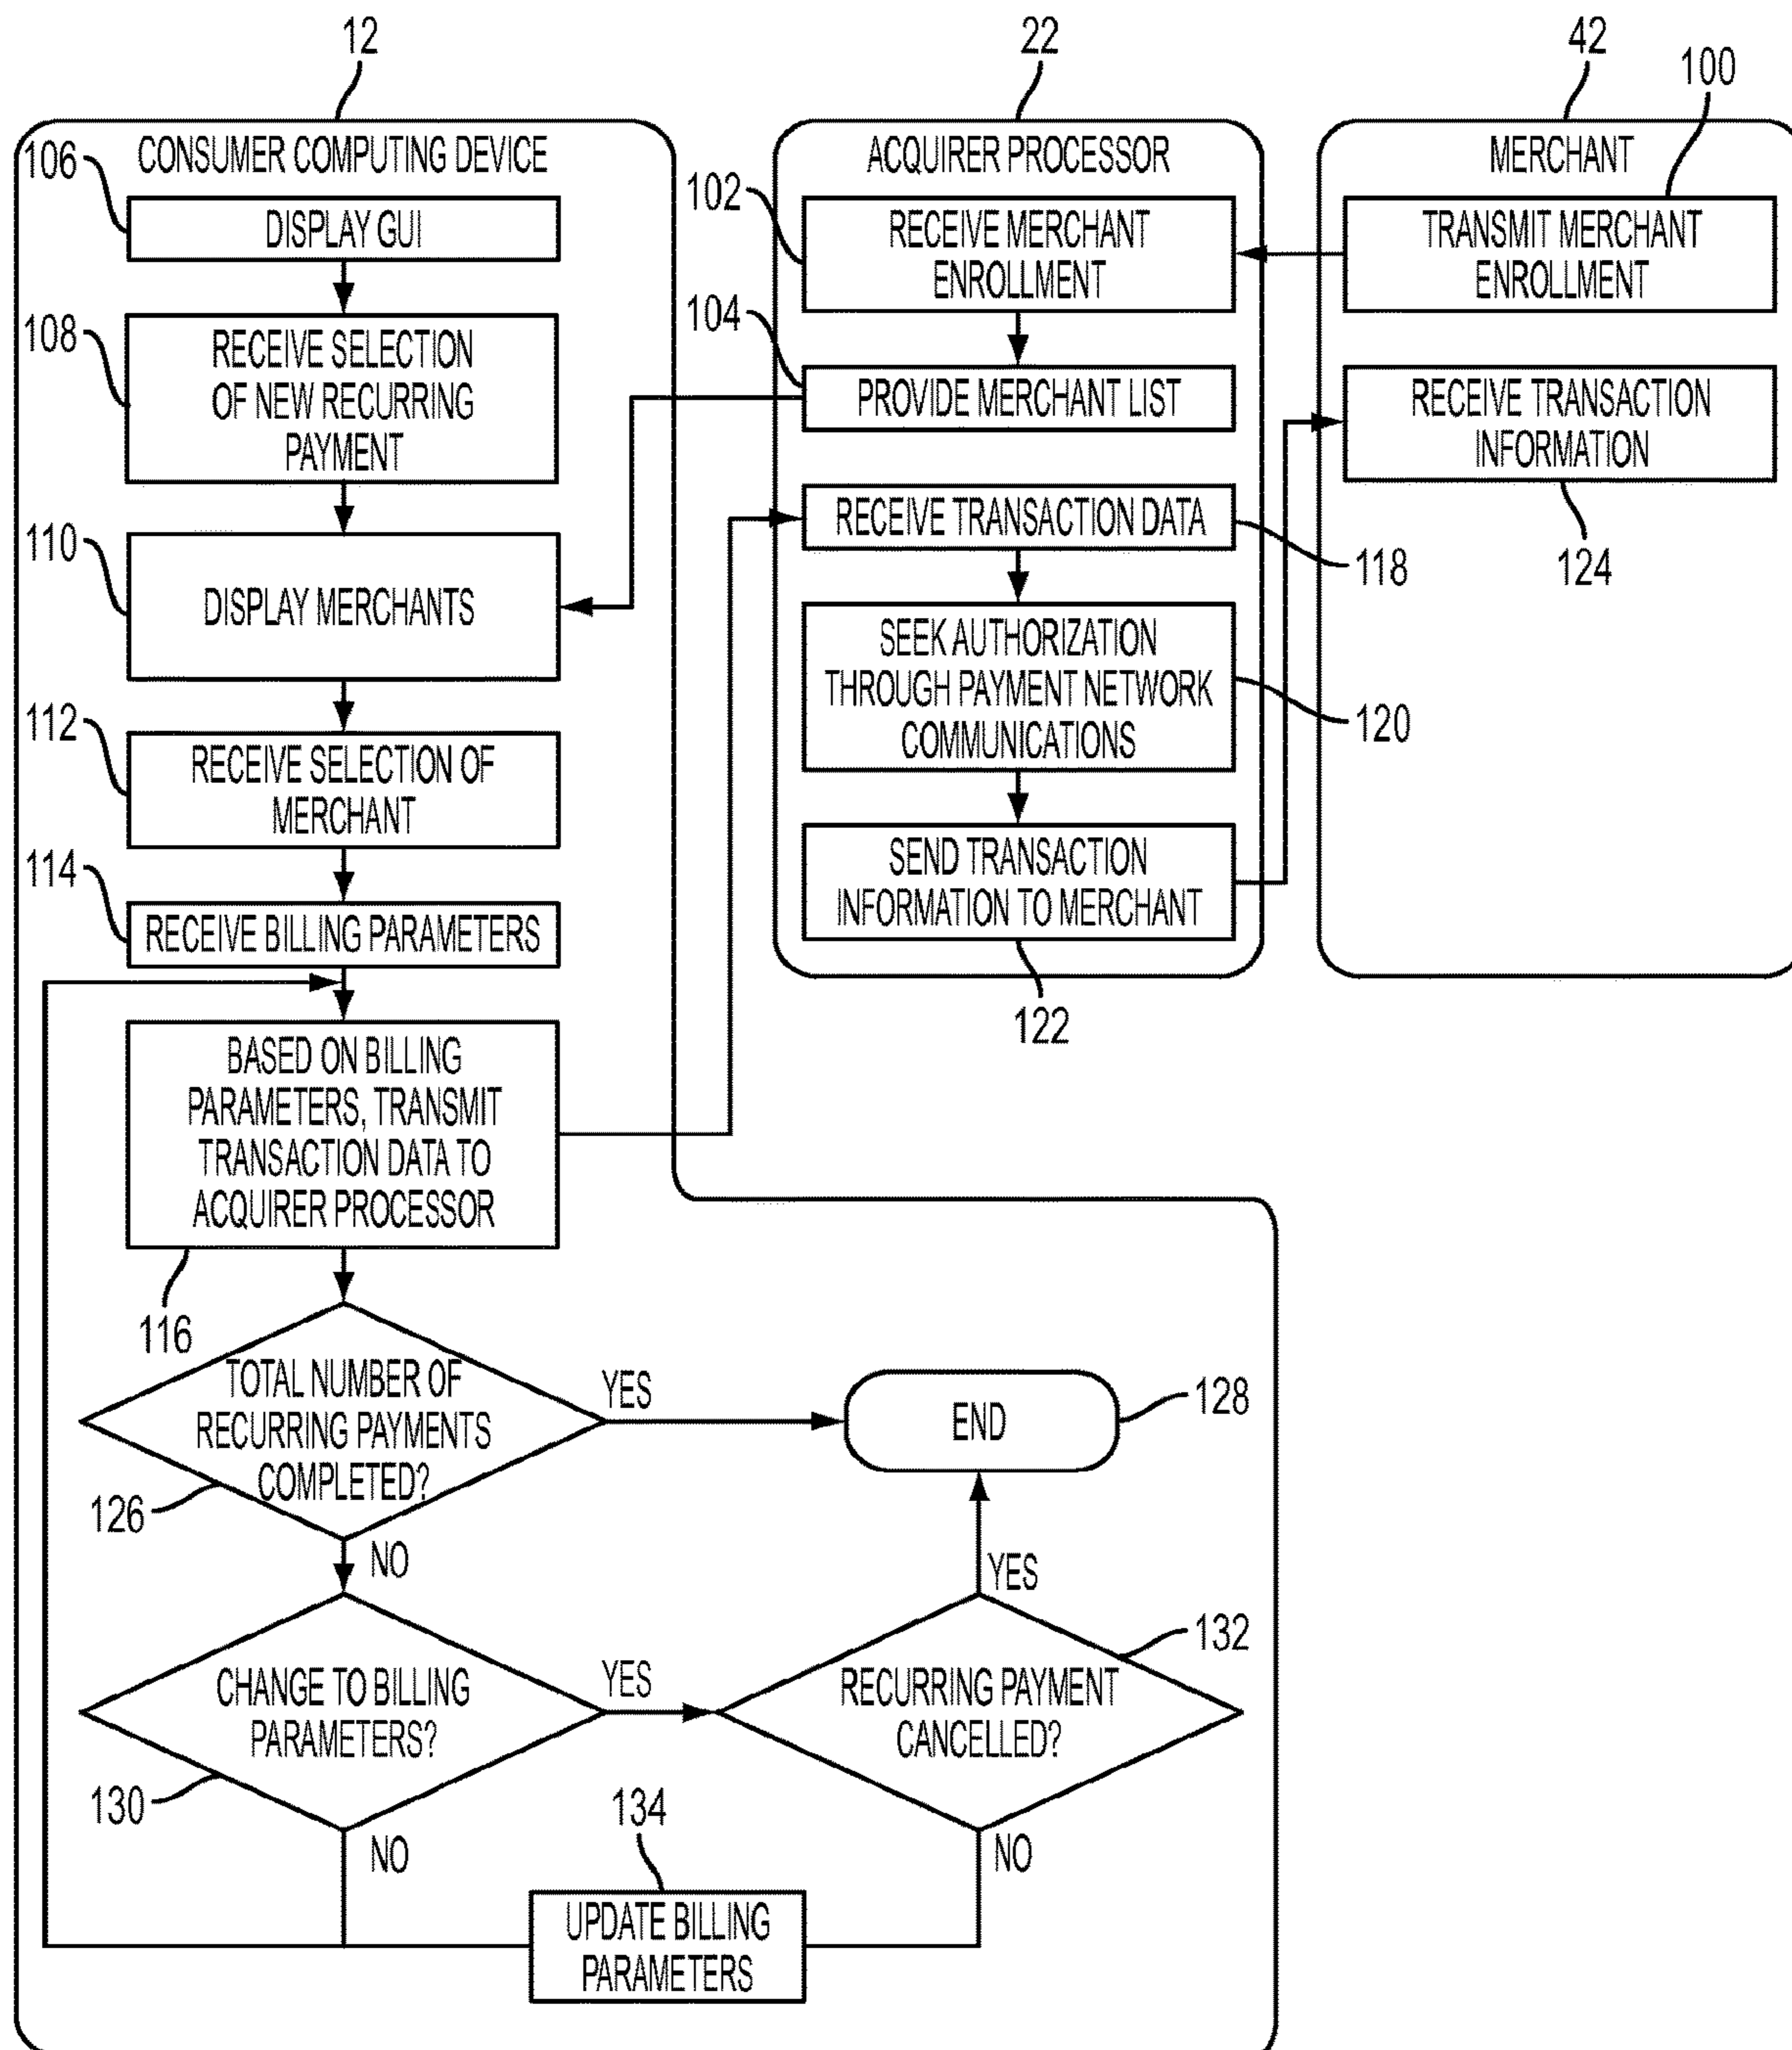 12
22
42
100
CONSUMER COMPUTING DEVICE
106
DISPLAY GUI
108
RECEIVE SELECTION
OF NEW RECURRING
PAYMENT
110
DISPLAY MERCHANTS
112
RECEIVE SELECTION OF
MERCHANT
114
RECEIVE BILLING PARAMETERS
BASED ON BILLING
PARAMETERS, TRANSMIT
TRANSACTION DATA TO
ACQUIRER PROCESSOR
116
TOTAL NUMBER OF
RECURRING PAYMENTS
COMPLETED?
126
YES
NO
END
128
CHANGE TO BILLING
PARAMETERS?
130
YES
NO
RECURRING PAYMENT
CANCELLED?
132
YES
NO
134
UPDATE BILLING
PARAMETERS
ACQUIRER PROCESSOR
102
RECEIVE MERCHANT
ENROLLMENT
104
PROVIDE MERCHANT LIST
RECEIVE TRANSACTION DATA
118
SEEK AUTHORIZATION
THROUGH PAYMENT NETWORK
COMMUNICATIONS
120
SEND TRANSACTION
INFORMATION TO MERCHANT
122
MERCHANT
TRANSMIT MERCHANT
ENROLLMENT
RECEIVE TRANSACTION
INFORMATION
124